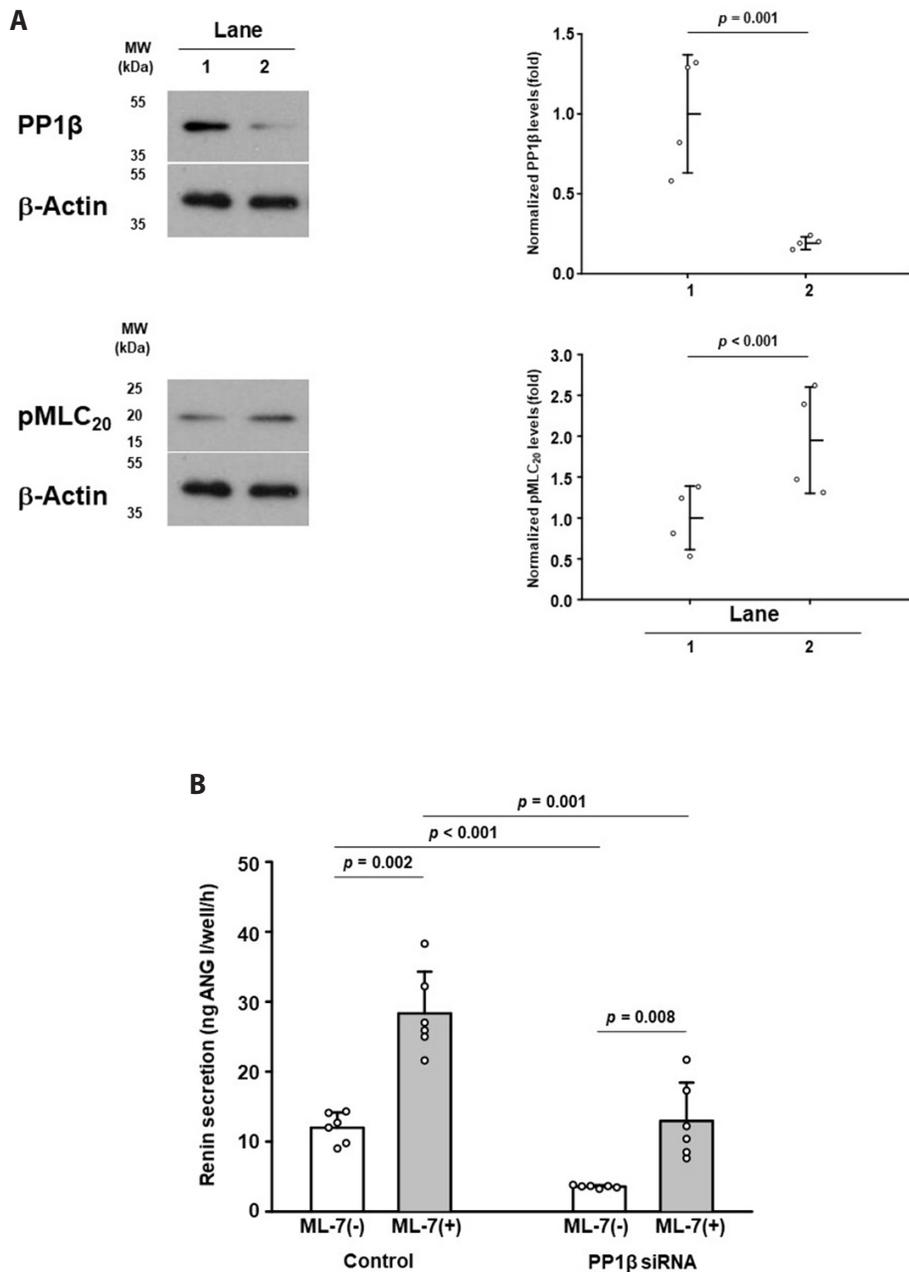 A
Lane
MW
(kDa)
1 2
55
PP1β
35
55
β-Actin
35
p = 0.001
Normalized PP1β levels (fold)
1.5
1.0
0.5
0.0
1 2
MW
(kDa)
25
pMLC20 20
15
55
β-Actin
35
p < 0.001
Normalized pMLC20 levels (fold)
3.0
2.5
2.0
1.5
1.0
0.5
0.0
Lane
1 2
B
p = 0.001
p < 0.001
p = 0.002
p = 0.008
Renin secretion (ng ANG I/well/h)
50
40
30
20
10
0
ML-7(-) ML-7(+) ML-7(-) ML-7(+)
Control PP1β siRNA